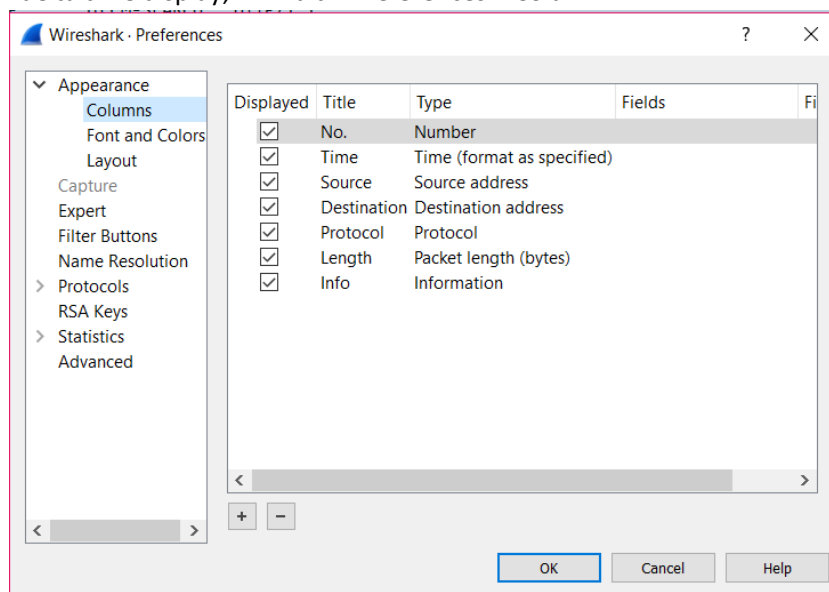 Wireshark · Preferences ? ×
Appearance
Columns
Font and Colors
Layout
Capture
Expert
Filter Buttons
Name Resolution
Protocols
RSA Keys
Statistics
Advanced
Displayed Title Type Fields Fi
No. Number
Time Time (format as specified)
Source Source address
Destination Destination address
Protocol Protocol
Length Packet length (bytes)
Info Information
+ −
OK Cancel Help